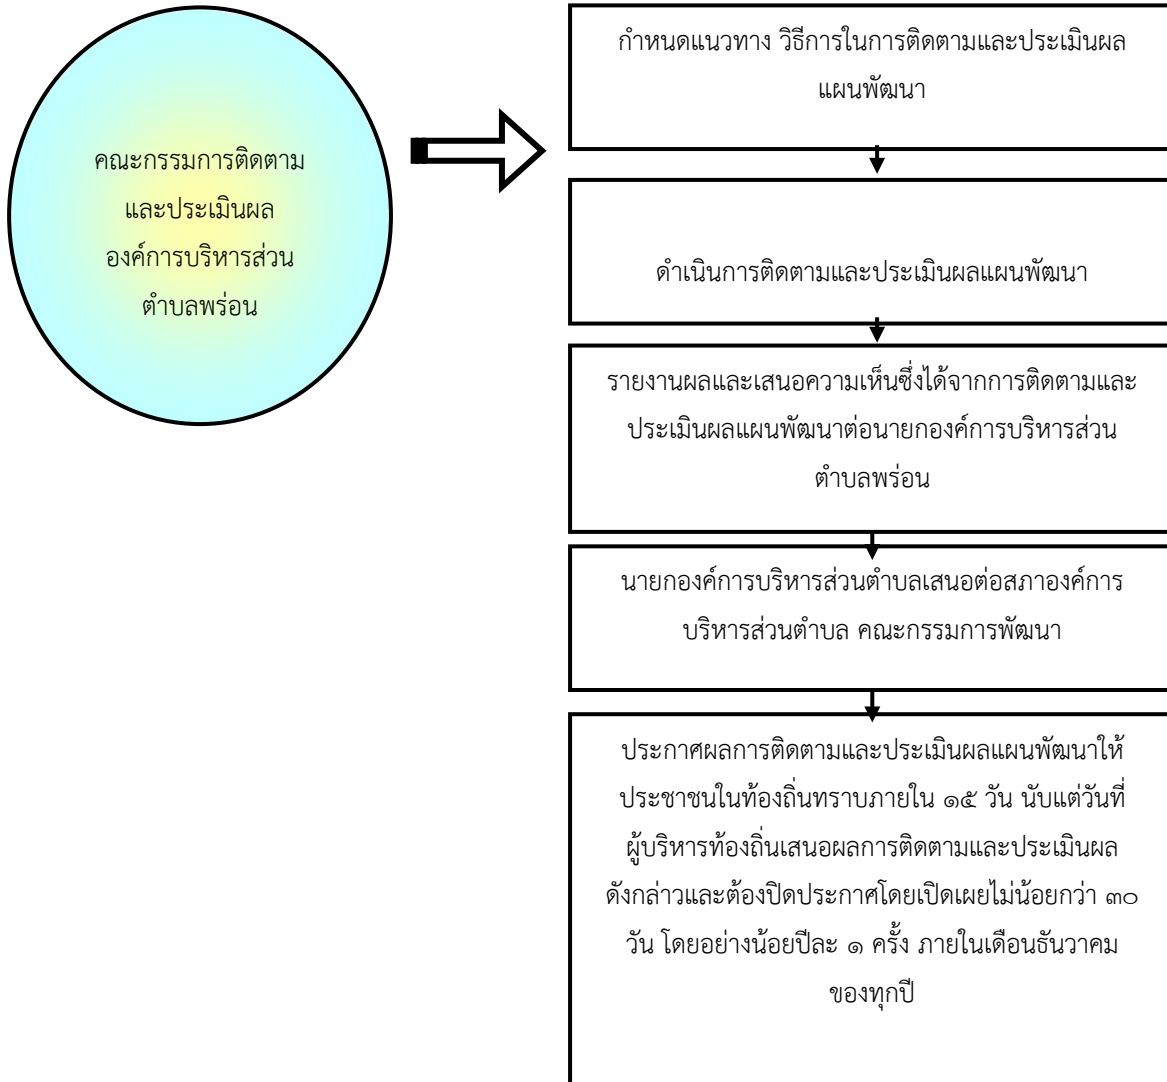 คณะกรรมการติดตาม
และประเมินผล
องค์การบริหารส่วน
ตำบลพร่อน
กำหนดแนวทาง วิธีการในการติดตามและประเมินผล
แผนพัฒนา
ดำเนินการติดตามและประเมินผลแผนพัฒนา
รายงานผลและเสนอความเห็นซึ่งได้จากการติดตามและ
ประเมินผลแผนพัฒนาต่อนายกองค์การบริหารส่วน
ตำบลพร่อน
นายกองค์การบริหารส่วนตำบลเสนอต่อสภาองค์การ
บริหารส่วนตำบล คณะกรรมการพัฒนา
ประกาศผลการติดตามและประเมินผลแผนพัฒนาให้
ประชาชนในท้องถิ่นทราบภายใน ๑๕ วัน นับแต่วันที่
ผู้บริหารท้องถิ่นเสนอผลการติดตามและประเมินผล
ดังกล่าวและต้องปิดประกาศโดยเปิดเผยไม่น้อยกว่า ๓๐
วัน โดยอย่างน้อยปีละ ๑ ครั้ง ภายในเดือนธันวาคม
ของทุกปี